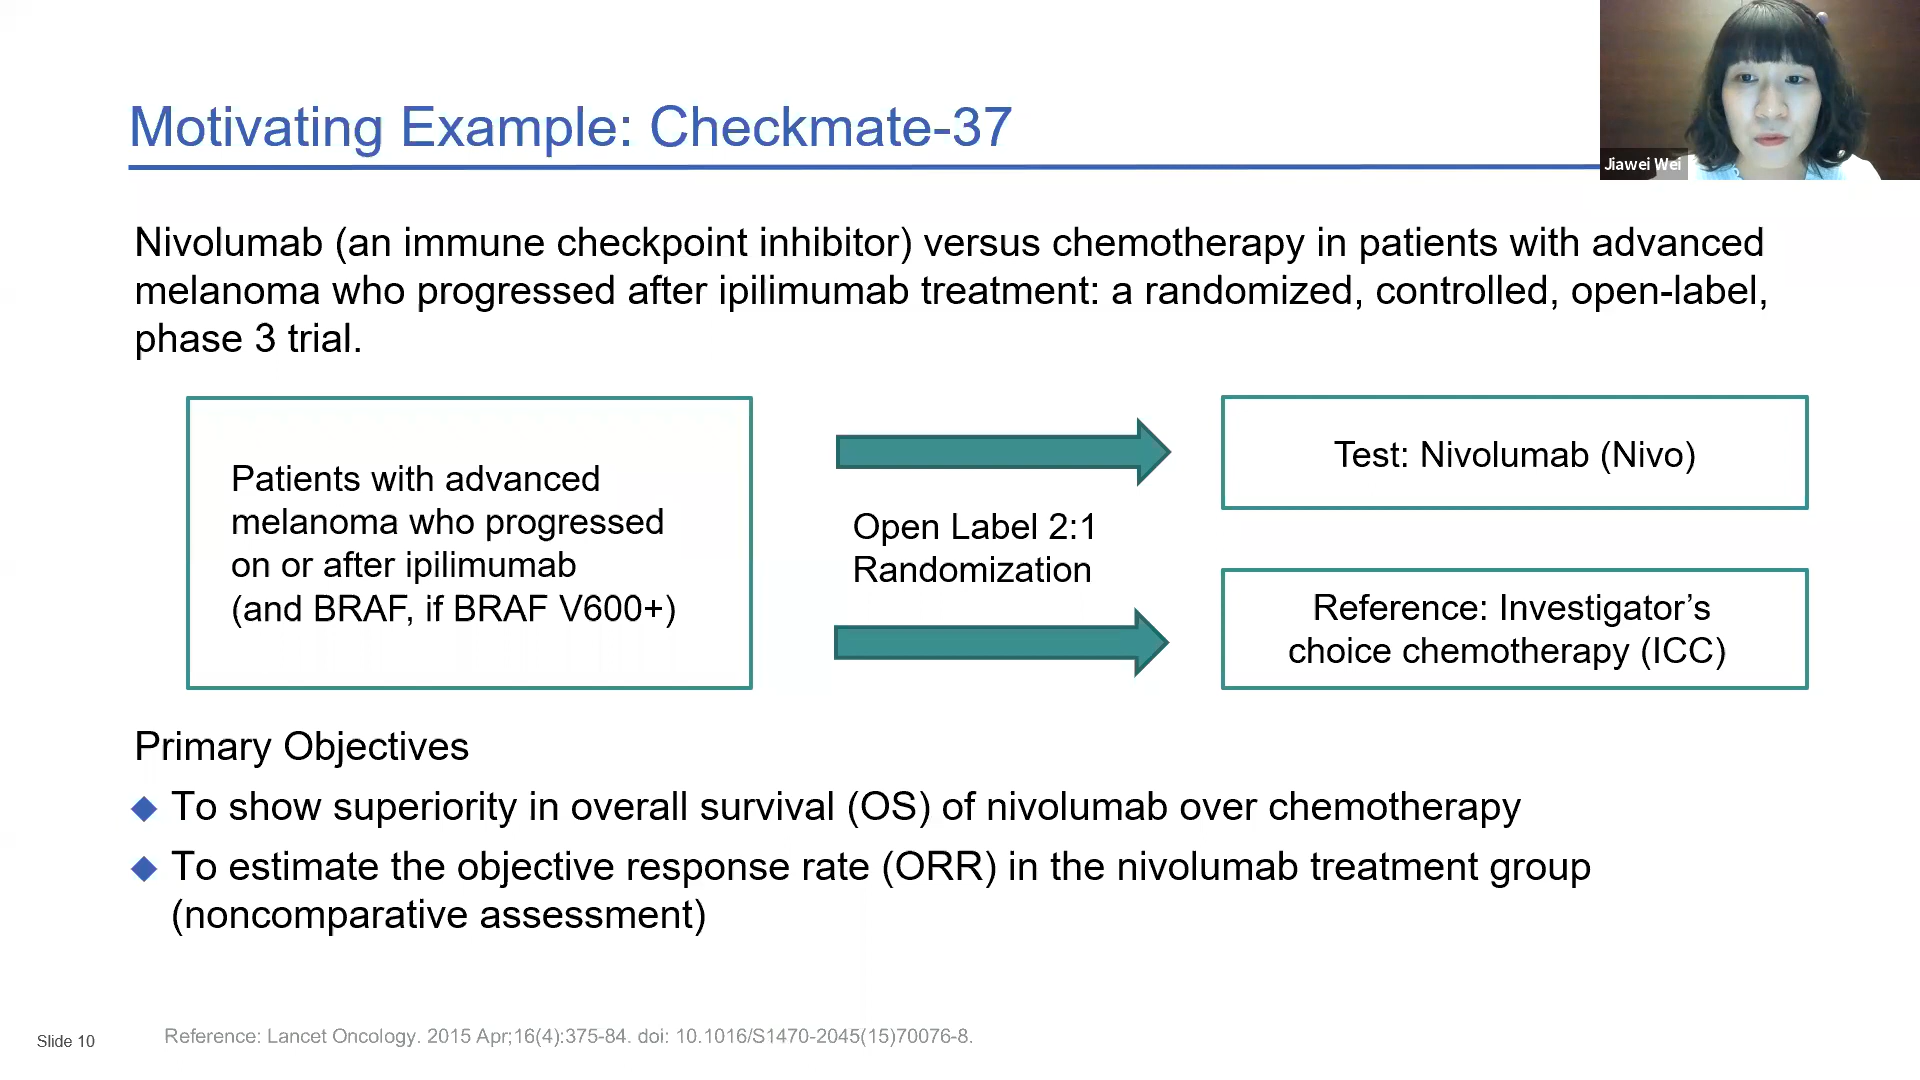 Motivating Example: Checkmate-37
Jiawei Wei
Nivolumab (an immune checkpoint inhibitor) versus chemotherapy in patients with advanced
melanoma who progressed after ipilimumab treatment: a randomized, controlled, open-label,
phase 3 trial.
Patients with advanced
melanoma who progressed
on or after ipilimumab
(and BRAF, if BRAF V600+)
Open Label 2:1
Randomization
Test: Nivolumab (Nivo)
Reference: Investigator’s
choice chemotherapy (ICC)
Primary Objectives
To show superiority in overall survival (OS) of nivolumab over chemotherapy
To estimate the objective response rate (ORR) in the nivolumab treatment group
(noncomparative assessment)
Slide 10
Reference: Lancet Oncology. 2015 Apr;16(4):375-84. doi: 10.1016/S1470-2045(15)70076-8.